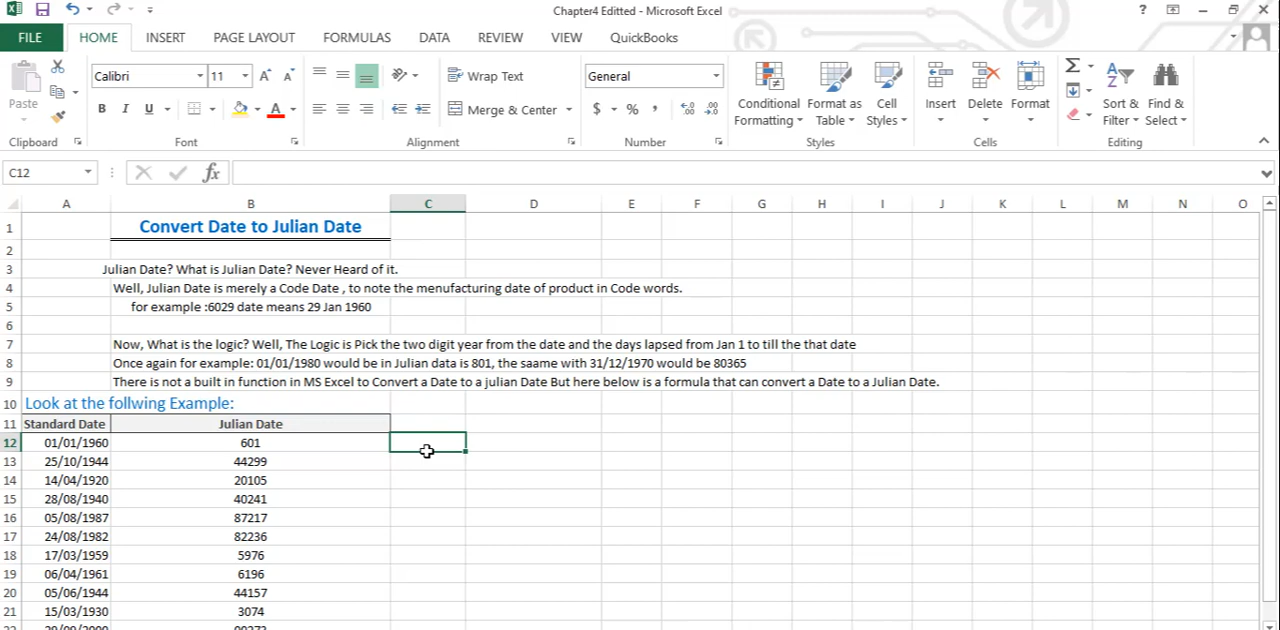 Chapter4 Editted - Microsoft Excel
?
FILE HOME INSERT PAGE LAYOUT FORMULAS DATA REVIEW VIEW QuickBooks
Calibri 11 Wrap Text General
Paste B I U Merge & Center $ % , Conditional Formatting Format as Table Cell Styles Insert Delete Format Σ Sort & Filter Find & Select
Clipboard Font Alignment Number Styles Cells Editing
C12 fx
A B C D E F G H I J K L M N O
1 Convert Date to Julian Date
2
3 Julian Date? What is Julian Date? Never Heard of it.
4 Well, Julian Date is merely a Code Date , to note the menufacturing date of product in Code words.
5 for example :6029 date means 29 Jan 1960
6
7 Now, What is the logic? Well, The Logic is Pick the two digit year from the date and the days lapsed from Jan 1 to till the that date
8 Once again for example: 01/01/1980 would be in Julian data is 801, the saame with 31/12/1970 would be 80365
9 There is not a built in function in MS Excel to Convert a Date to a julian Date But here below is a formula that can convert a Date to a Julian Date.
10 Look at the follwing Example:
11 Standard Date Julian Date
12 01/01/1960 601
13 25/10/1944 44299
14 14/04/1920 20105
15 28/08/1940 40241
16 05/08/1987 87217
17 24/08/1982 82236
18 17/03/1959 5976
19 06/04/1961 6196
20 05/06/1944 44157
21 15/03/1930 3074